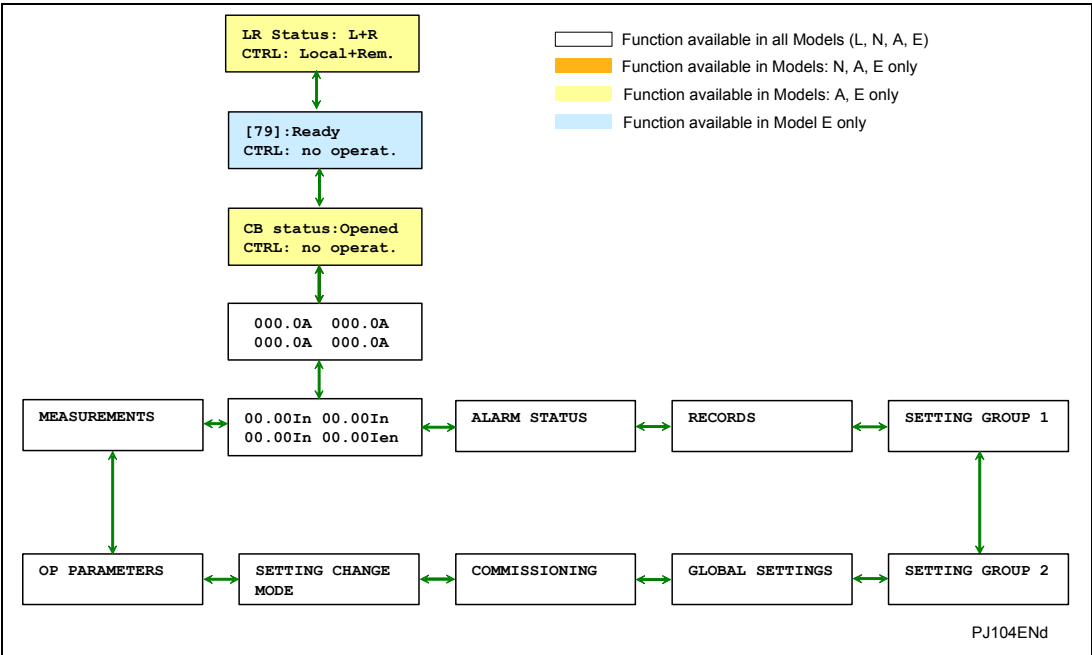 LR Status: L+R
CTRL: Local+Rem.
[79]:Ready
CTRL: no operat.
CB status:Opened
CTRL: no operat.
000.0A 000.0A
000.0A 000.0A
Function available in all Models (L, N, A, E)
Function available in Models: N, A, E only
Function available in Models: A, E only
Function available in Model E only
MEASUREMENTS
00.00In 00.00In
00.00In 00.00Ien
ALARM STATUS
RECORDS
SETTING GROUP 1
OP PARAMETERS
SETTING CHANGE
MODE
COMMISSIONING
GLOBAL SETTINGS
SETTING GROUP 2
PJ104ENd